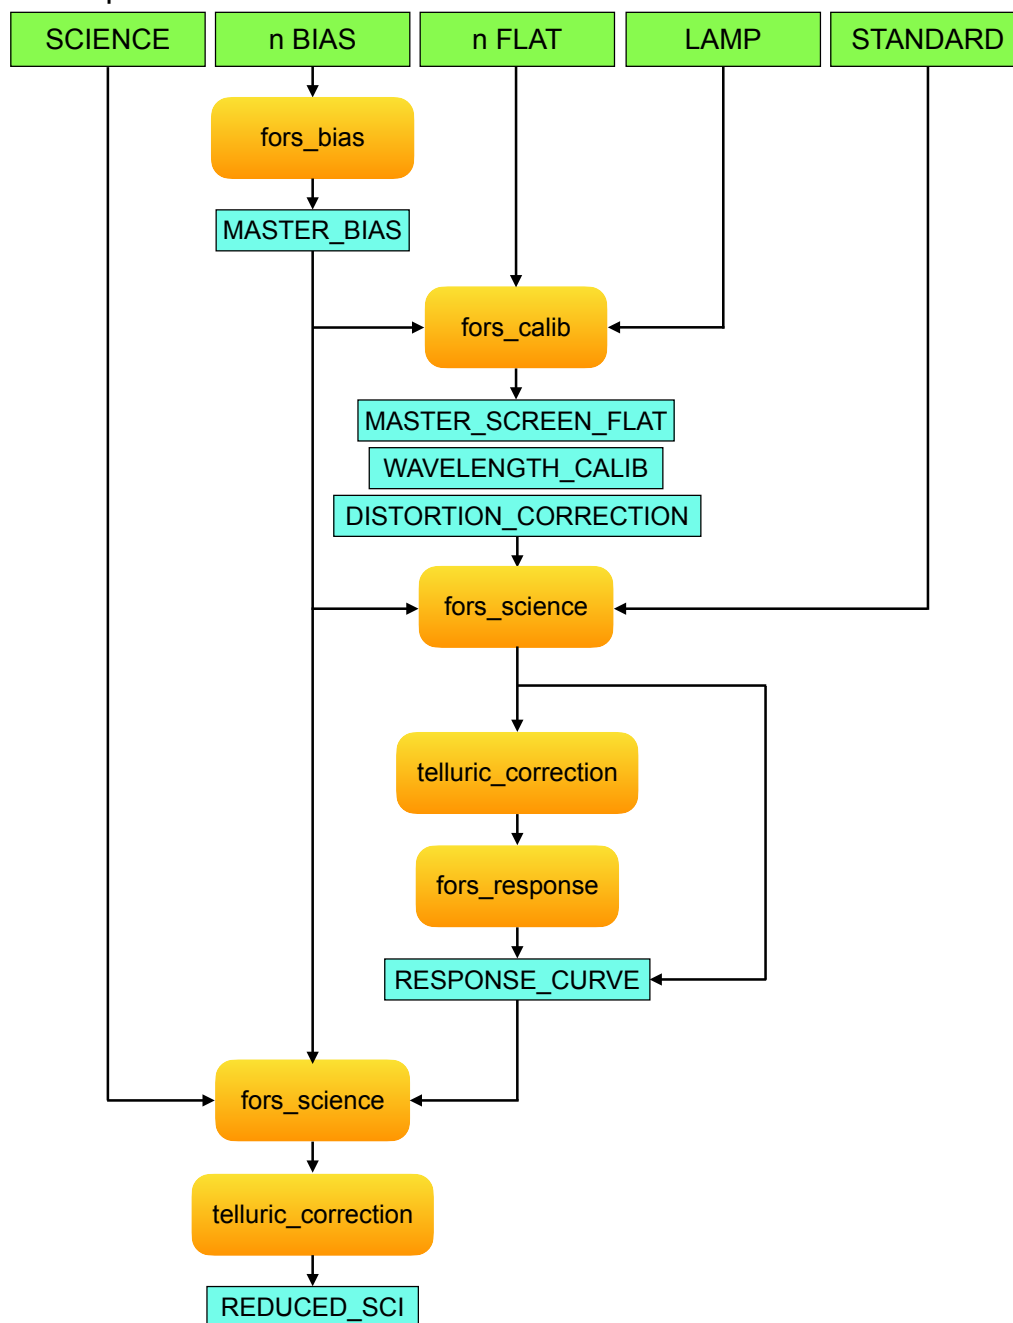 SCIENCE
n BIAS
n FLAT
LAMP
STANDARD
fors_bias
MASTER_BIAS
fors_calib
MASTER_SCREEN_FLAT
WAVELENGTH_CALIB
DISTORTION_CORRECTION
fors_science
telluric_correction
fors_response
RESPONSE_CURVE
fors_science
telluric_correction
REDUCED_SCI